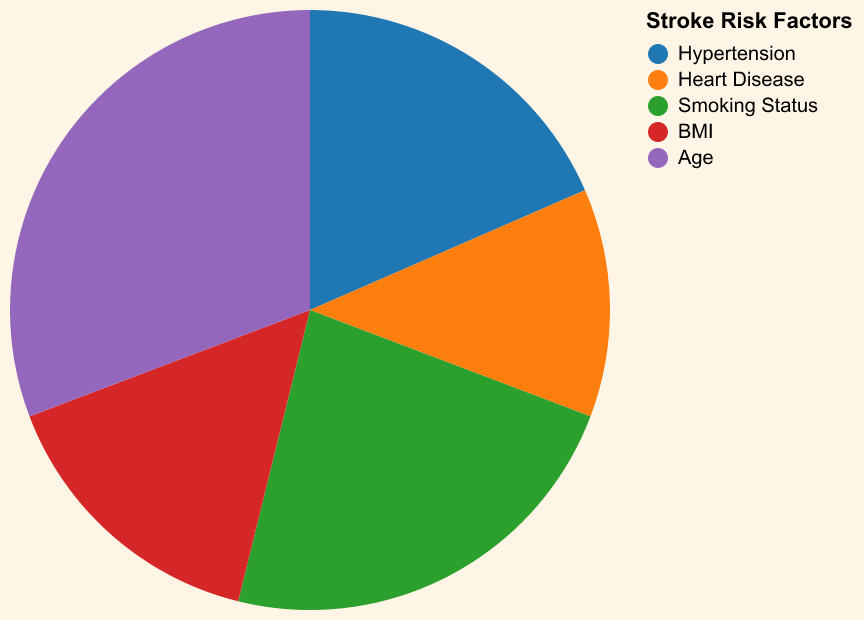 Stroke Risk Factors
Hypertension
Heart Disease
Smoking Status
BMI
Age